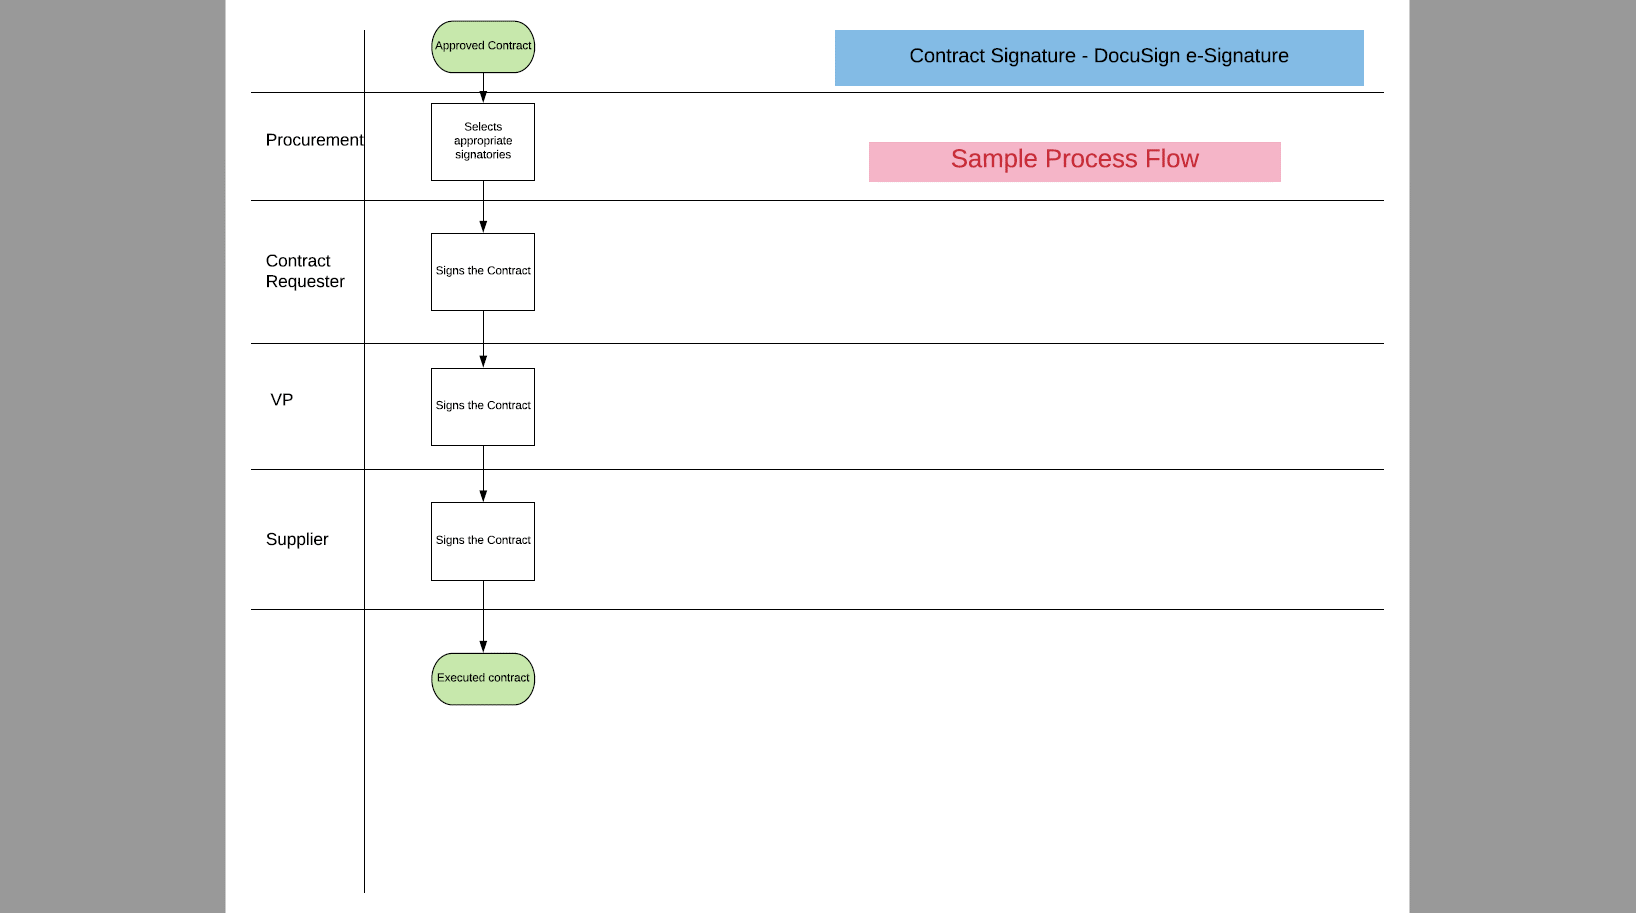 Approved Contract
Contract Signature - DocuSign e-Signature
Procurement
Selects
appropriate
signatories
Sample Process Flow
Contract
Requester
Signs the Contract
VP
Signs the Contract
Supplier
Signs the Contract
Executed contract